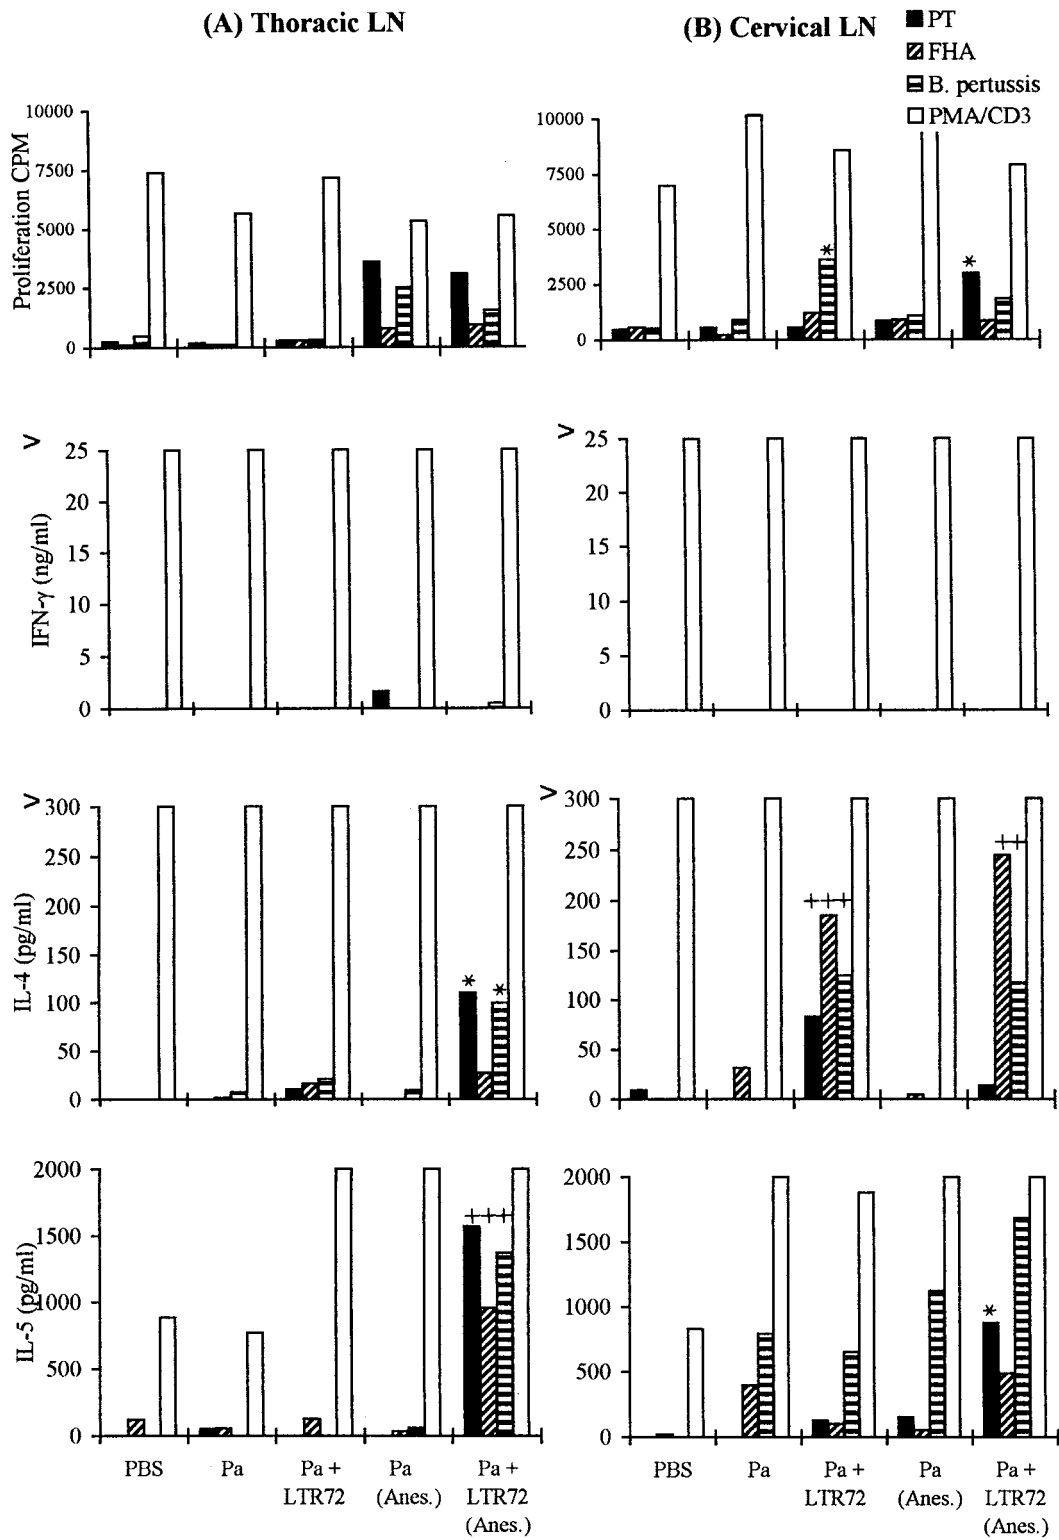 (A) Thoracic LN
(B) Cervical LN
PT
FHA
B. pertussis
PMA/CD3
Proliferation CPM
10000
7500
5000
2500
0
10000
7500
5000
2500
0
*
*
IFN-γ (ng/ml)
>
25
20
15
10
5
0
>
25
20
15
10
5
0
IL-4 (pg/ml)
>
300
250
200
150
100
50
0
*
*
>
300
250
200
150
100
50
0
+++
++
IL-5 (pg/ml)
2000
1500
1000
500
0
+++
2000
1500
1000
500
0
*
PBS
Pa
Pa +
LTR72
Pa
(Anes.)
Pa +
LTR72
(Anes.)
PBS
Pa
Pa +
LTR72
Pa
(Anes.)
Pa +
LTR72
(Anes.)